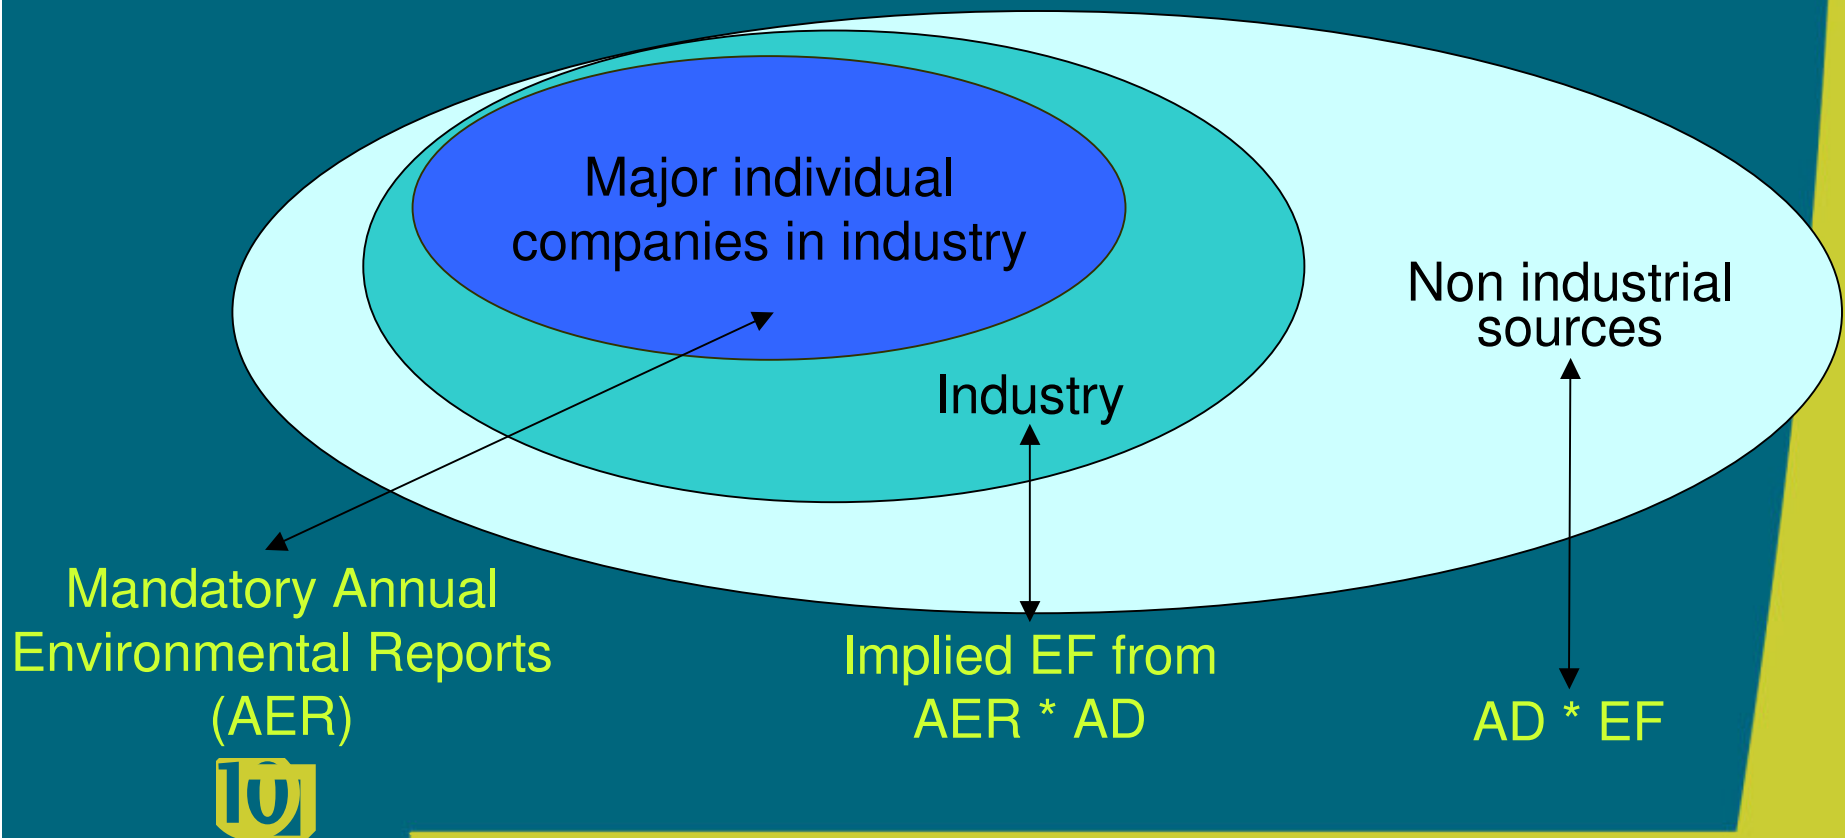 Major individual
companies in industry
Non industrial
sources
Industry
Mandatory Annual
Environmental Reports
(AER)
Implied EF from
AER * AD
AD * EF